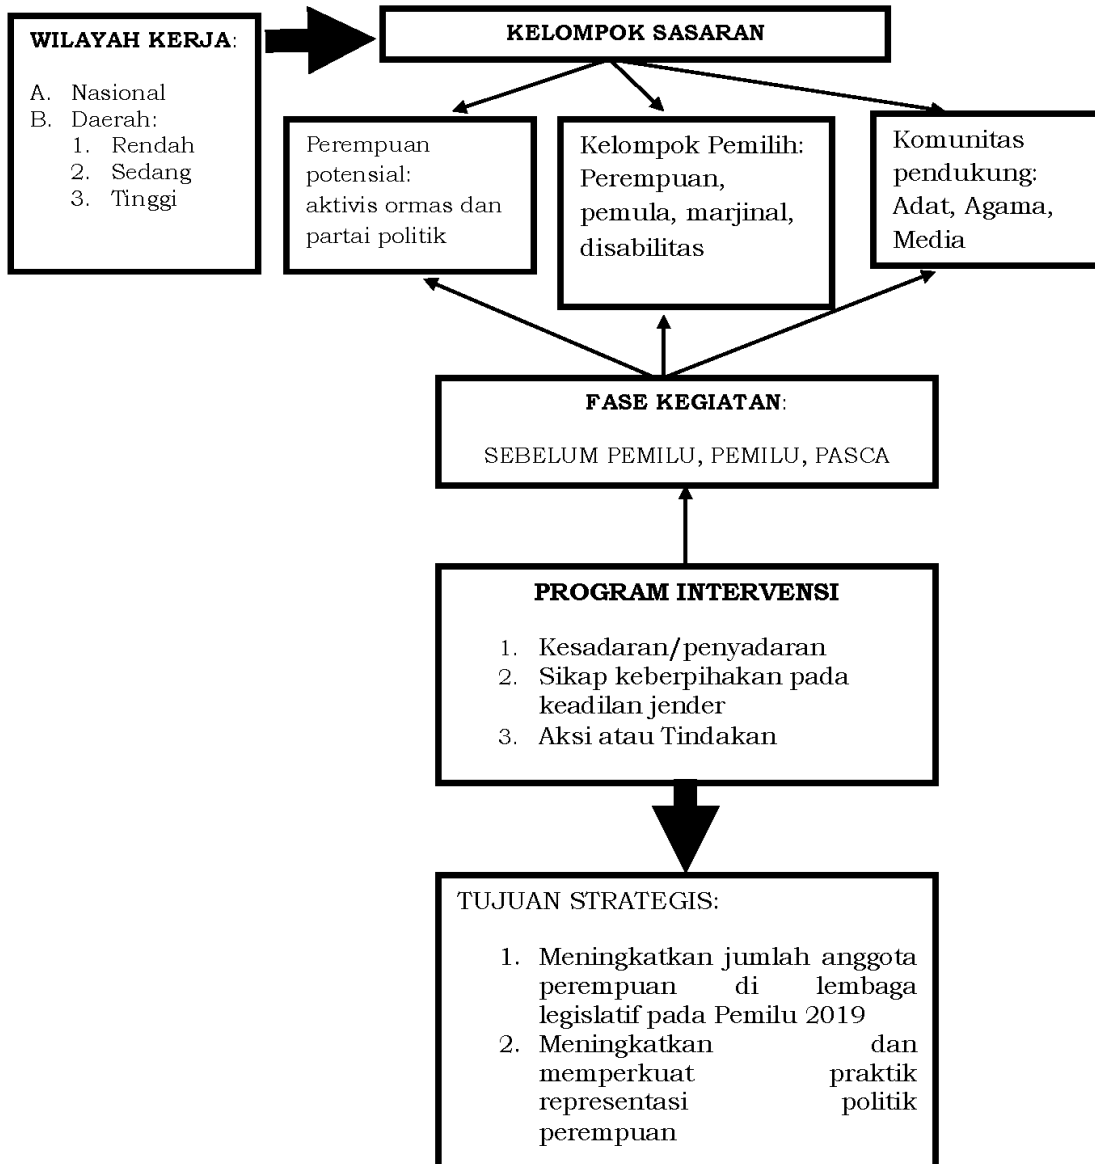 WILAYAH KERJA:
A. Nasional
B. Daerah:
1. Rendah
2. Sedang
3. Tinggi
KELOMPOK SASARAN
Perempuan
potensial:
aktivis ormas dan
partai politik
Kelompok Pemilih:
Perempuan,
pemula, marjinal,
disabilitas
Komunitas
pendukung:
Adat, Agama,
Media
FASE KEGIATAN:
SEBELUM PEMILU, PEMILU, PASCA
PROGRAM INTERVENSI
1. Kesadaran/penyadaran
2. Sikap keberpihakan pada
keadilan jender
3. Aksi atau Tindakan
TUJUAN STRATEGIS:
1. Meningkatkan jumlah anggota
perempuan di lembaga
legislatif pada Pemilu 2019
2. Meningkatkan dan
memperkuat praktik
representasi politik
perempuan